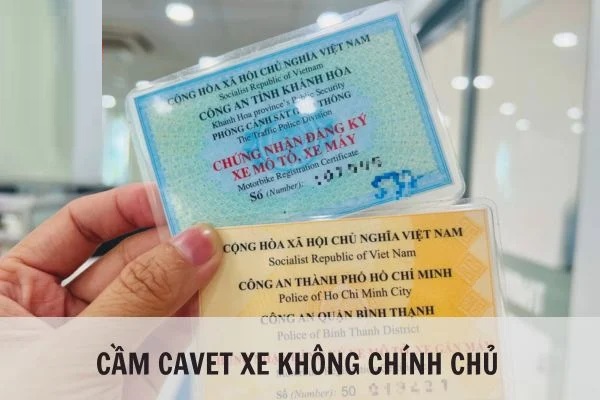 CỘNG HÒA XÃ HỘI CHỦ NGHĨA VIỆT NAM
Socialist Republic of Vietnam
CÔNG AN TỈNH KHÁNH HÒA
Khanh Hoa province's Public Security
PHÒNG CẢNH SÁT GIAO THÔNG
The Traffic Police Division
CHỨNG NHẬN ĐĂNG KÝ
XE MÔ TÔ, XE MÁY
Motorbike Registration Certificate
Số (Number):
CỘNG HÒA XÃ HỘI CHỦ NGHĨA VIỆT NAM
Socialist Republic of Viet Nam
CÔNG AN THÀNH PHỐ HỒ CHÍ MINH
Police of Ho Chi Minh City
CÔNG AN QUẬN BÌNH THẠNH
Police of Binh Thanh District
CẦM CAVET XE KHÔNG CHÍNH CHỦ
Số (Number): 50